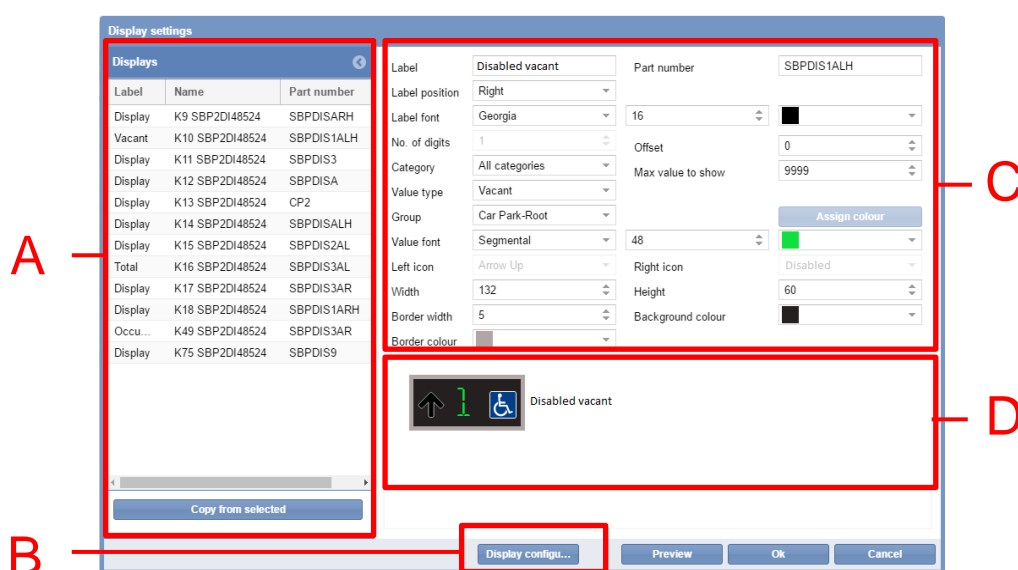 Display settings
Displays
Label Name Part number
Display K9 SBP2DI48524 SBPDISARH
Vacant K10 SBP2DI48524 SBPDIS1ALH
Display K11 SBP2DI48524 SBPDIS3
Display K12 SBP2DI48524 SBPDISA
Display K13 SBP2DI48524 CP2
Display K14 SBP2DI48524 SBPDISALH
Display K15 SBP2DI48524 SBPDIS2AL
Total K16 SBP2DI48524 SBPDIS3AL
Display K17 SBP2DI48524 SBPDIS3AR
Display K18 SBP2DI48524 SBPDIS1ARH
Occu... K49 SBP2DI48524 SBPDIS3AR
Display K75 SBP2DI48524 SBPDIS9
Copy from selected
A
B
Label Disabled vacant Part number SBPDIS1ALH
Label position Right
Label font Georgia 16
No. of digits 1 Offset 0
Category All categories Max value to show 9999
Value type Vacant
Group Car Park-Root Assign colour
Value font Segmental 48
Left icon Arrow Up Right icon Disabled
Width 132 Height 60
Border width 5 Background colour
Border colour
C
1 Disabled vacant
D
Display configu... Preview Ok Cancel